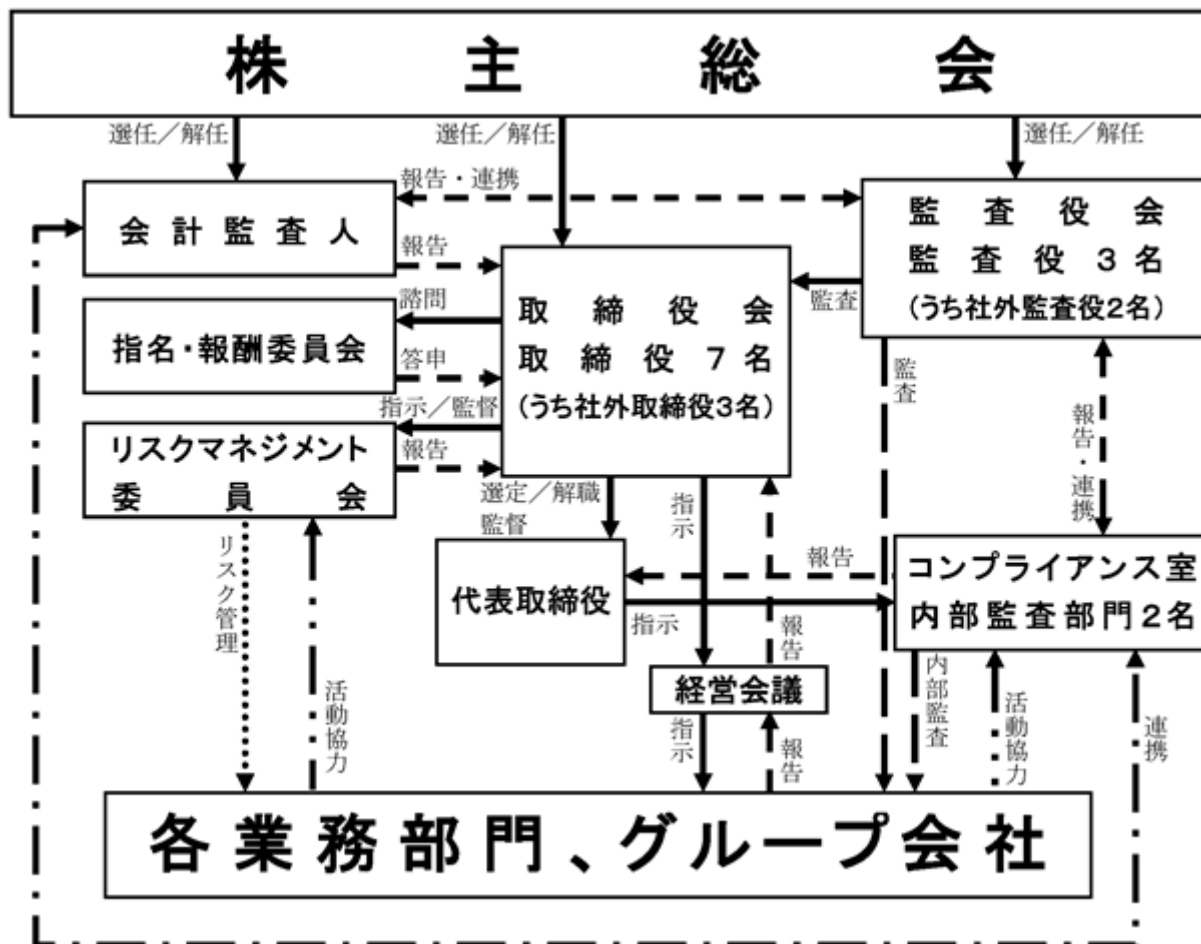 株主総会
選任／解任
選任／解任
選任／解任
会計監査人
報告・連携
監査役会
監査役3名
(うち社外監査役2名)
報告
諮問
取締役会
取締役7名
(うち社外取締役3名)
監査
指名・報酬委員会
答申
指示／監督
監査
リスクマネジメント
委員会
報告
報告・連携
選定／解職
監督
指示
代表取締役
報告
指示
コンプライアンス室
内部監査部門2名
リスク管理
活動協力
報告
経営会議
指示
報告
内部監査
活動協力
連携
各業務部門、グループ会社